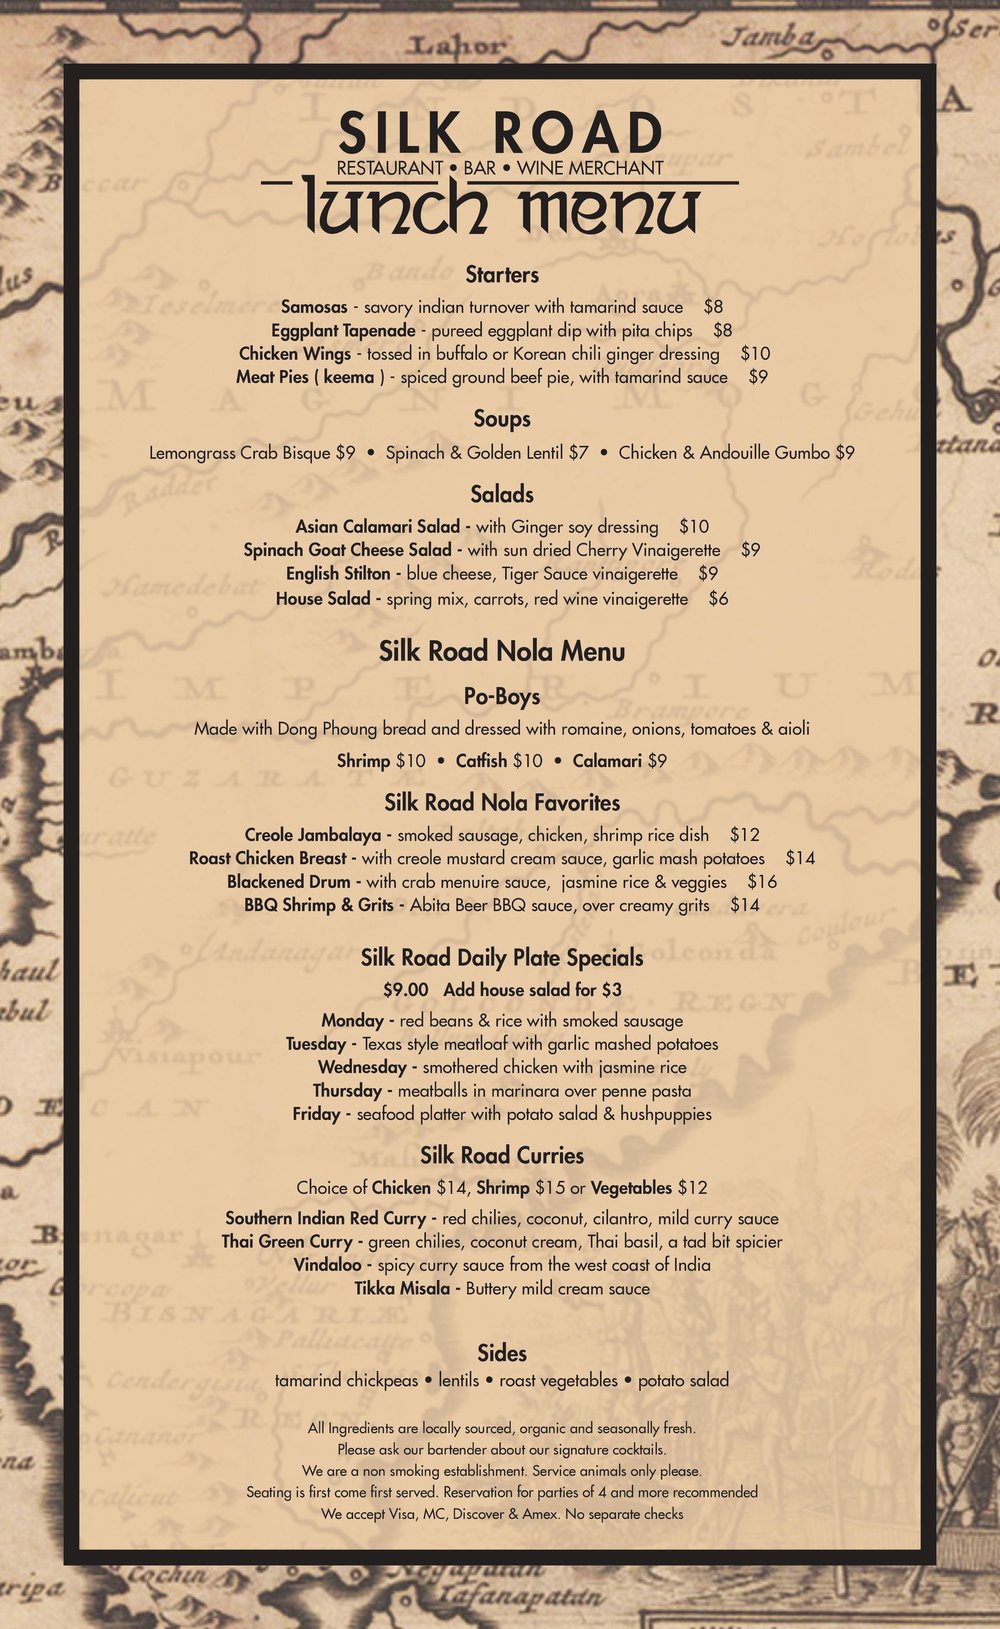 Lahor
Jamba
SILK ROAD
RESTAURANT • BAR • WINE MERCHANT
lunch menu
Starters
Samosas - savory indian turnover with tamarind sauce $8
Eggplant Tapenade - pureed eggplant dip with pita chips $8
Chicken Wings - tossed in buffalo or Korean chili ginger dressing $10
Meat Pies ( keema ) - spiced ground beef pie, with tamarind sauce $9
Soups
Lemongrass Crab Bisque $9 • Spinach & Golden Lentil $7 • Chicken & Andouille Gumbo $9
Salads
Asian Calamari Salad - with Ginger soy dressing $10
Spinach Goat Cheese Salad - with sun dried Cherry Vinaigerette $9
English Stilton - blue cheese, Tiger Sauce vinaigerette $9
House Salad - spring mix, carrots, red wine vinaigerette $6
Silk Road Nola Menu
Po-Boys
Made with Dong Phoung bread and dressed with romaine, onions, tomatoes & aioli
Shrimp $10 • Catfish $10 • Calamari $9
Silk Road Nola Favorites
Creole Jambalaya - smoked sausage, chicken, shrimp rice dish $12
Roast Chicken Breast - with creole mustard cream sauce, garlic mash potatoes $14
Blackened Drum - with crab menuire sauce, jasmine rice & veggies $16
BBQ Shrimp & Grits - Abita Beer BBQ sauce, over creamy grits $14
Silk Road Daily Plate Specials
$9.00 Add house salad for $3
Monday - red beans & rice with smoked sausage
Tuesday - Texas style meatloaf with garlic mashed potatoes
Wednesday - smothered chicken with jasmine rice
Thursday - meatballs in marinara over penne pasta
Friday - seafood platter with potato salad & hushpuppies
Silk Road Curries
Choice of Chicken $14, Shrimp $15 or Vegetables $12
Southern Indian Red Curry - red chilies, coconut, cilantro, mild curry sauce
Thai Green Curry - green chilies, coconut cream, Thai basil, a tad bit spicier
Vindaloo - spicy curry sauce from the west coast of India
Tikka Misala - Buttery mild cream sauce
Sides
tamarind chickpeas • lentils • roast vegetables • potato salad
All Ingredients are locally sourced, organic and seasonally fresh.
Please ask our bartender about our signature cocktails.
We are a non smoking establishment. Service animals only please.
Seating is first come first served. Reservation for parties of 4 and more recommended
We accept Visa, MC, Discover & Amex. No separate checks
Cochin
Negapatan
Iafanapatan